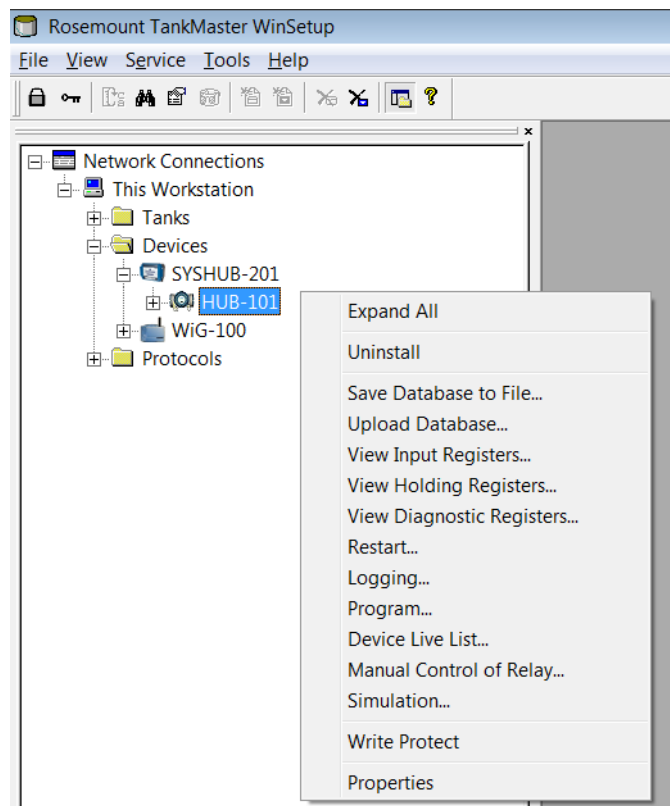 Rosemount TankMaster WinSetup
File View Service Tools Help
Network Connections
This Workstation
Tanks
Devices
SYSHUB-201
HUB-101
WiG-100
Protocols
Expand All
Uninstall
Save Database to File...
Upload Database...
View Input Registers...
View Holding Registers...
View Diagnostic Registers...
Restart...
Logging...
Program...
Device Live List...
Manual Control of Relay...
Simulation...
Write Protect
Properties